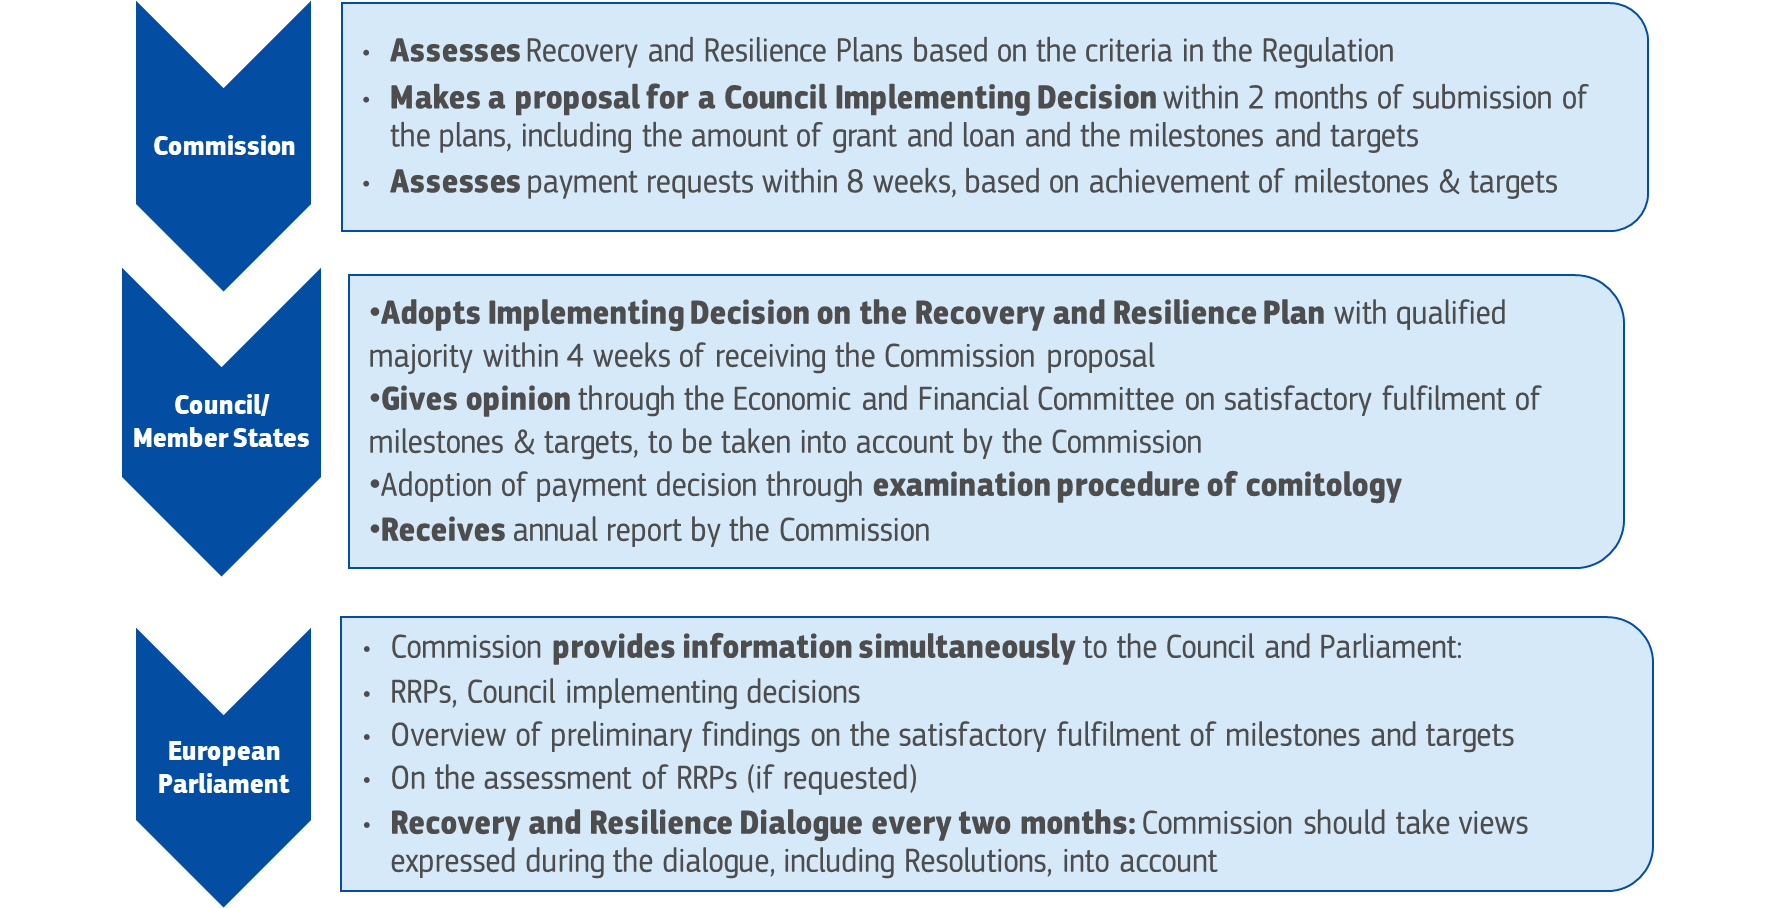 Commission
• Assesses Recovery and Resilience Plans based on the criteria in the Regulation
• Makes a proposal for a Council Implementing Decision within 2 months of submission of
the plans, including the amount of grant and loan and the milestones and targets
• Assesses payment requests within 8 weeks, based on achievement of milestones & targets
Council/
Member States
•Adopts Implementing Decision on the Recovery and Resilience Plan with qualified
majority within 4 weeks of receiving the Commission proposal
•Gives opinion through the Economic and Financial Committee on satisfactory fulfilment of
milestones & targets, to be taken into account by the Commission
•Adoption of payment decision through examination procedure of comitology
•Receives annual report by the Commission
European
Parliament
• Commission provides information simultaneously to the Council and Parliament:
• RRPs, Council implementing decisions
• Overview of preliminary findings on the satisfactory fulfilment of milestones and targets
• On the assessment of RRPs (if requested)
• Recovery and Resilience Dialogue every two months: Commission should take views
expressed during the dialogue, including Resolutions, into account